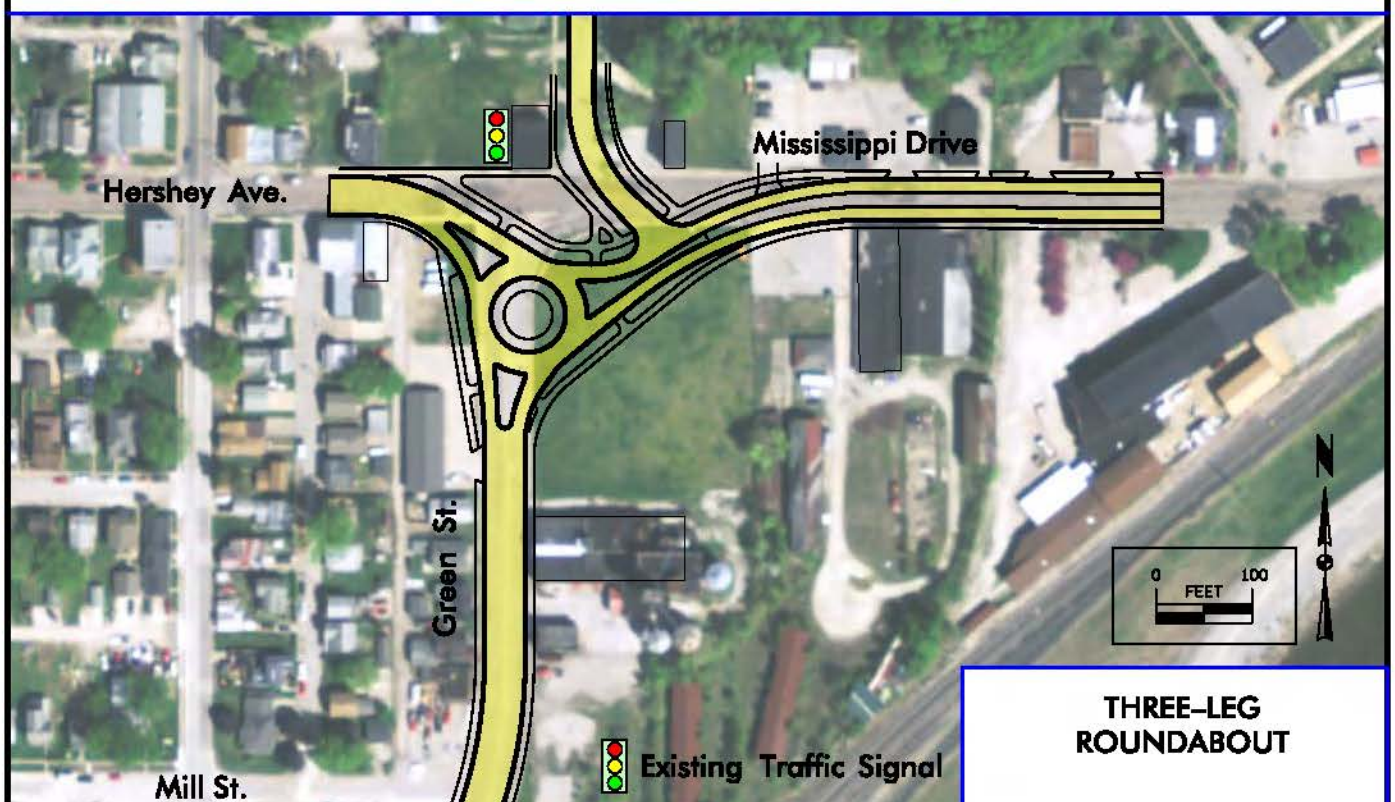 Mississippi Drive
Hershey Ave.
Green St.
N
0 100
FEET
THREE-LEG
ROUNDABOUT
Existing Traffic Signal
Mill St.